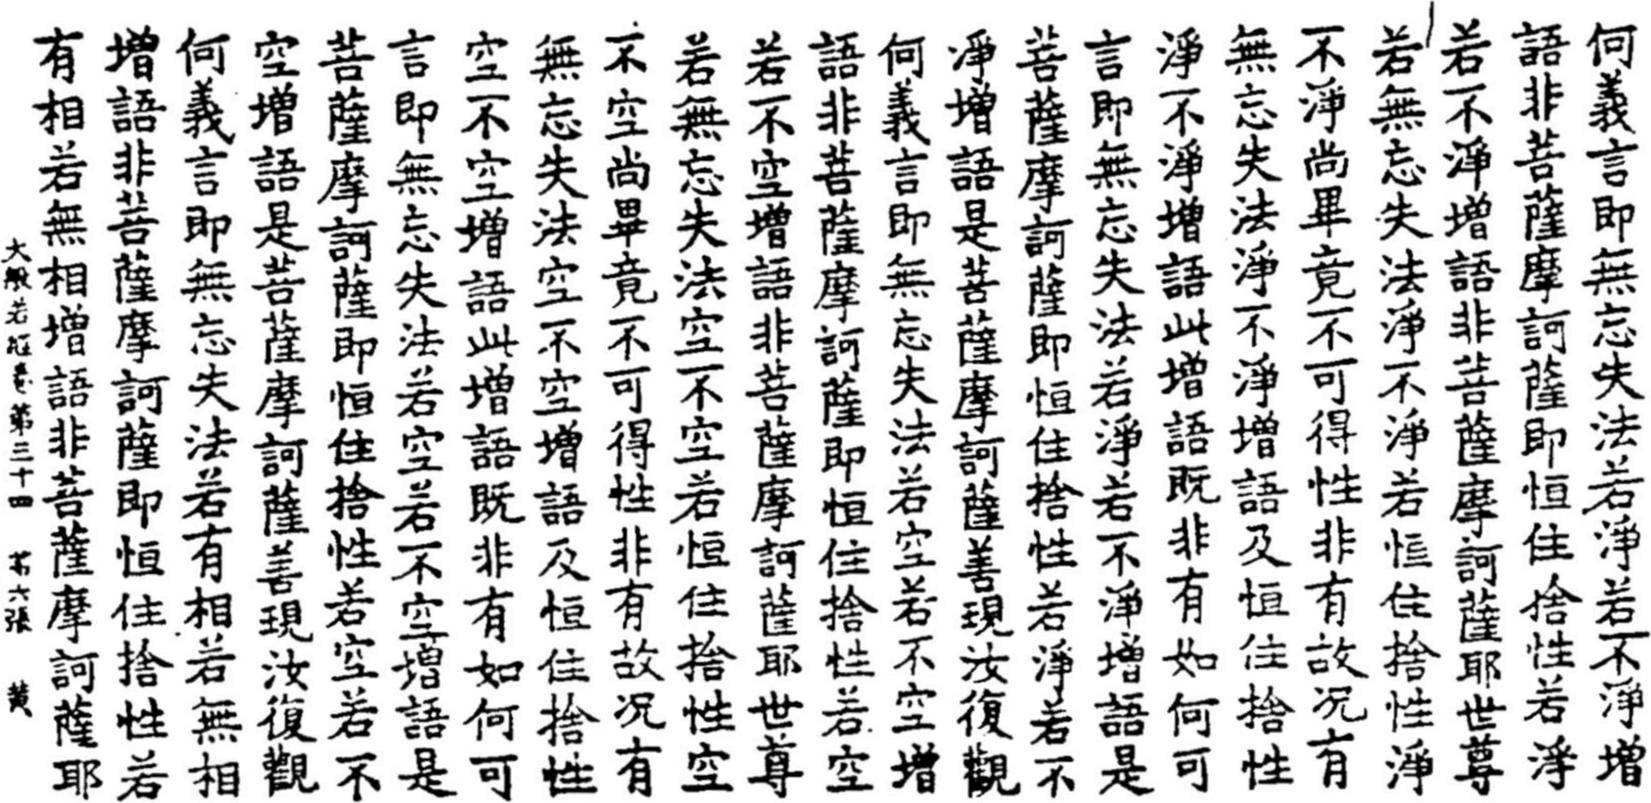 何義言即無忘失法若淨若不淨增
語非菩薩摩訶薩即恒住捨性若淨
若不淨增語非菩薩摩訶薩耶世尊
若無忘失法淨不淨若恒住捨性淨
不淨尚畢竟不可得性非有故况有
無忘失法淨不淨增語及恒住捨性
淨不淨增語此增語既非有如何可
言即無忘失法若淨若不淨增語是
菩薩摩訶薩即恒住捨性若淨若不
淨增語是菩薩摩訶薩善現汝復觀
何義言即無忘失法若空若不空增
語非菩薩摩訶薩即恒住捨性若空
若不空增語非菩薩摩訶薩耶世尊
若無忘失法空不空若恒住捨性空
不空尚畢竟不可得性非有故况有
無忘失法空不空增語及恒住捨性
空不空增語此增語既非有如何可
言即無忘失法若空若不空增語是
菩薩摩訶薩即恒住捨性若空若不
空增語是菩薩摩訶薩善現汝復觀
何義言即無忘失法若有相若無相
增語非菩薩摩訶薩即恒住捨性若
有相若無相增語非菩薩摩訶薩耶
大般若經卷第三十四 第六張 黄